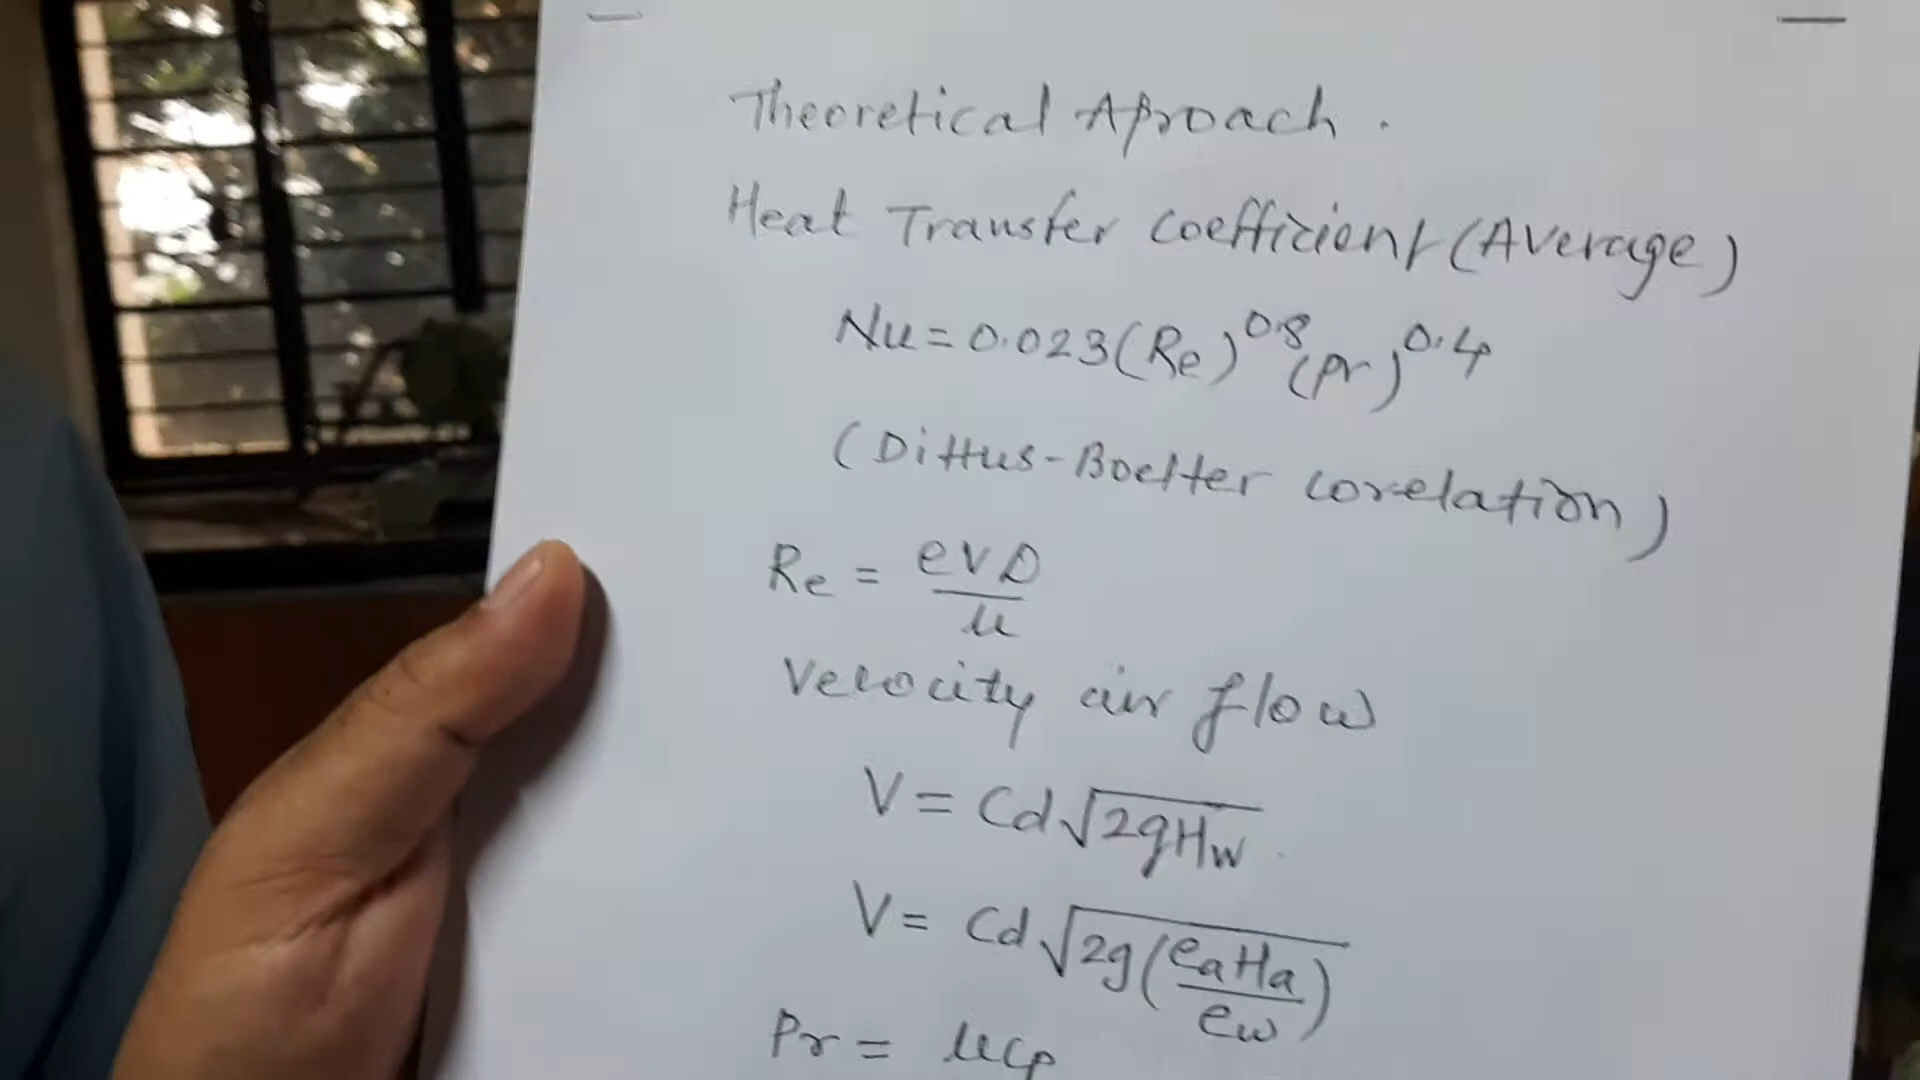 Theoretical Aproach.
Heat Transfer Coefficient (Average)
Nu = 0.023 (Re)^0.8 (Pr)^0.4
(Dittus-Boelter corelation)
Re = ρVD / μ
Velocity air flow
V = Cd √2gHw
V = Cd √2g(ρaHa / ρw)
Pr = μCp